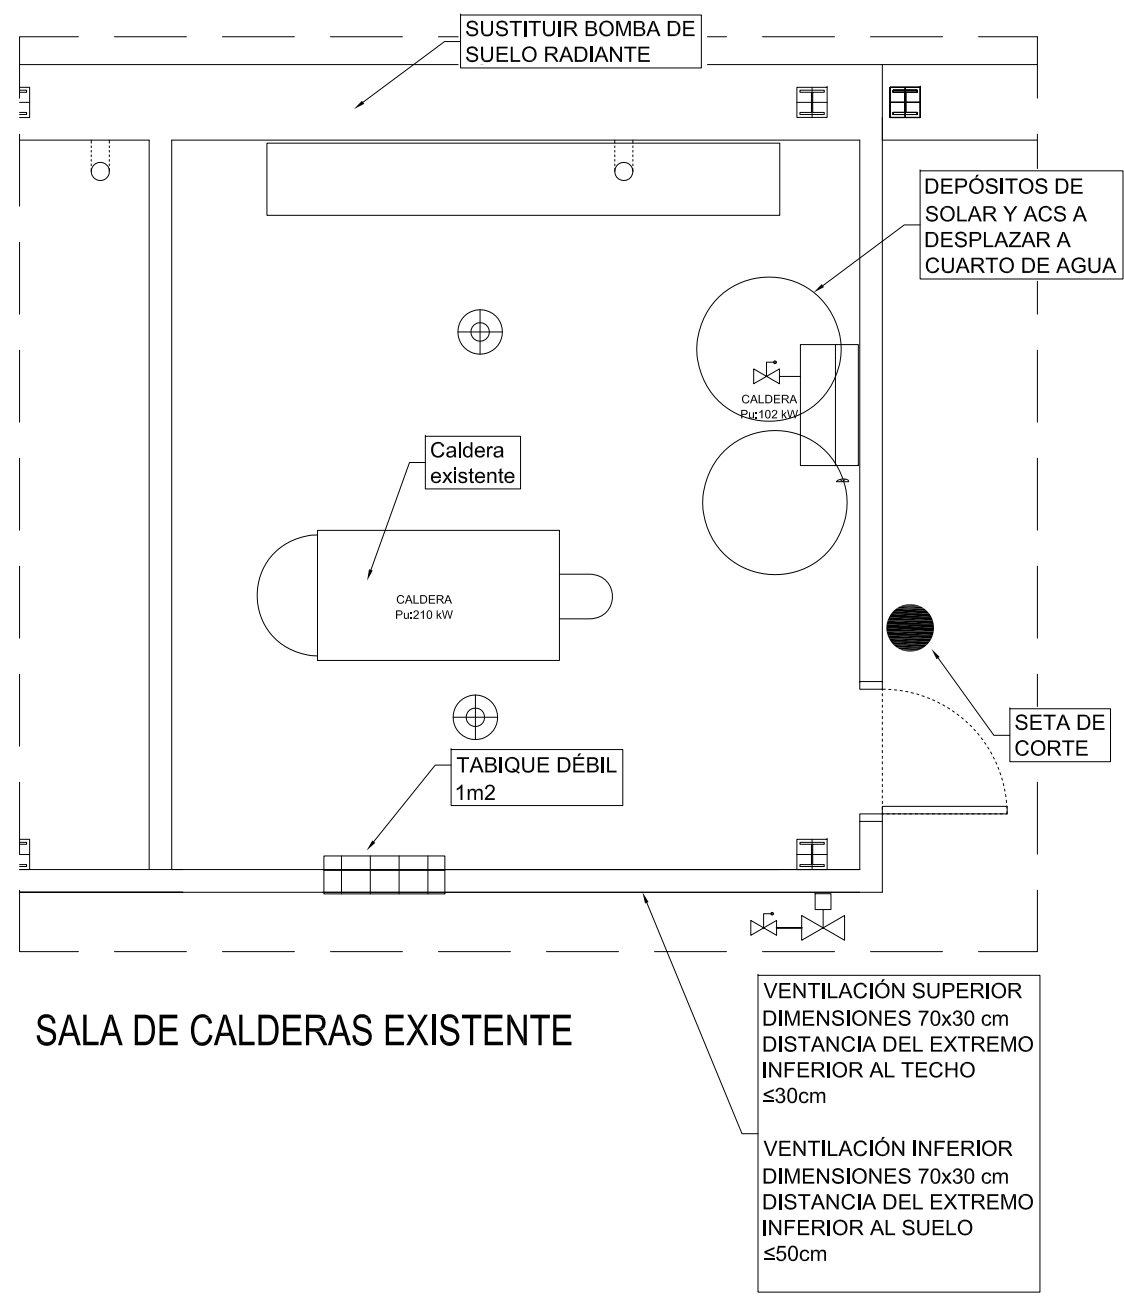 SUSTITUIR BOMBA DE
SUELO RADIANTE
DEPÓSITOS DE
SOLAR Y ACS A
DESPLAZAR A
CUARTO DE AGUA
CALDERA
Pu:102 kW
Caldera
existente
CALDERA
Pu:210 kW
SETA DE
CORTE
TABIQUE DÉBIL
1m2
SALA DE CALDERAS EXISTENTE
VENTILACIÓN SUPERIOR
DIMENSIONES 70x30 cm
DISTANCIA DEL EXTREMO
INFERIOR AL TECHO
≤30cm
VENTILACIÓN INFERIOR
DIMENSIONES 70x30 cm
DISTANCIA DEL EXTREMO
INFERIOR AL SUELO
≤50cm